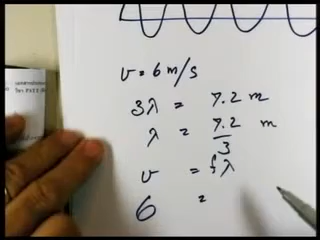 v = 6 m/s
3λ = 7.2 m
λ = 7.2/3 m
v = fλ
6 =